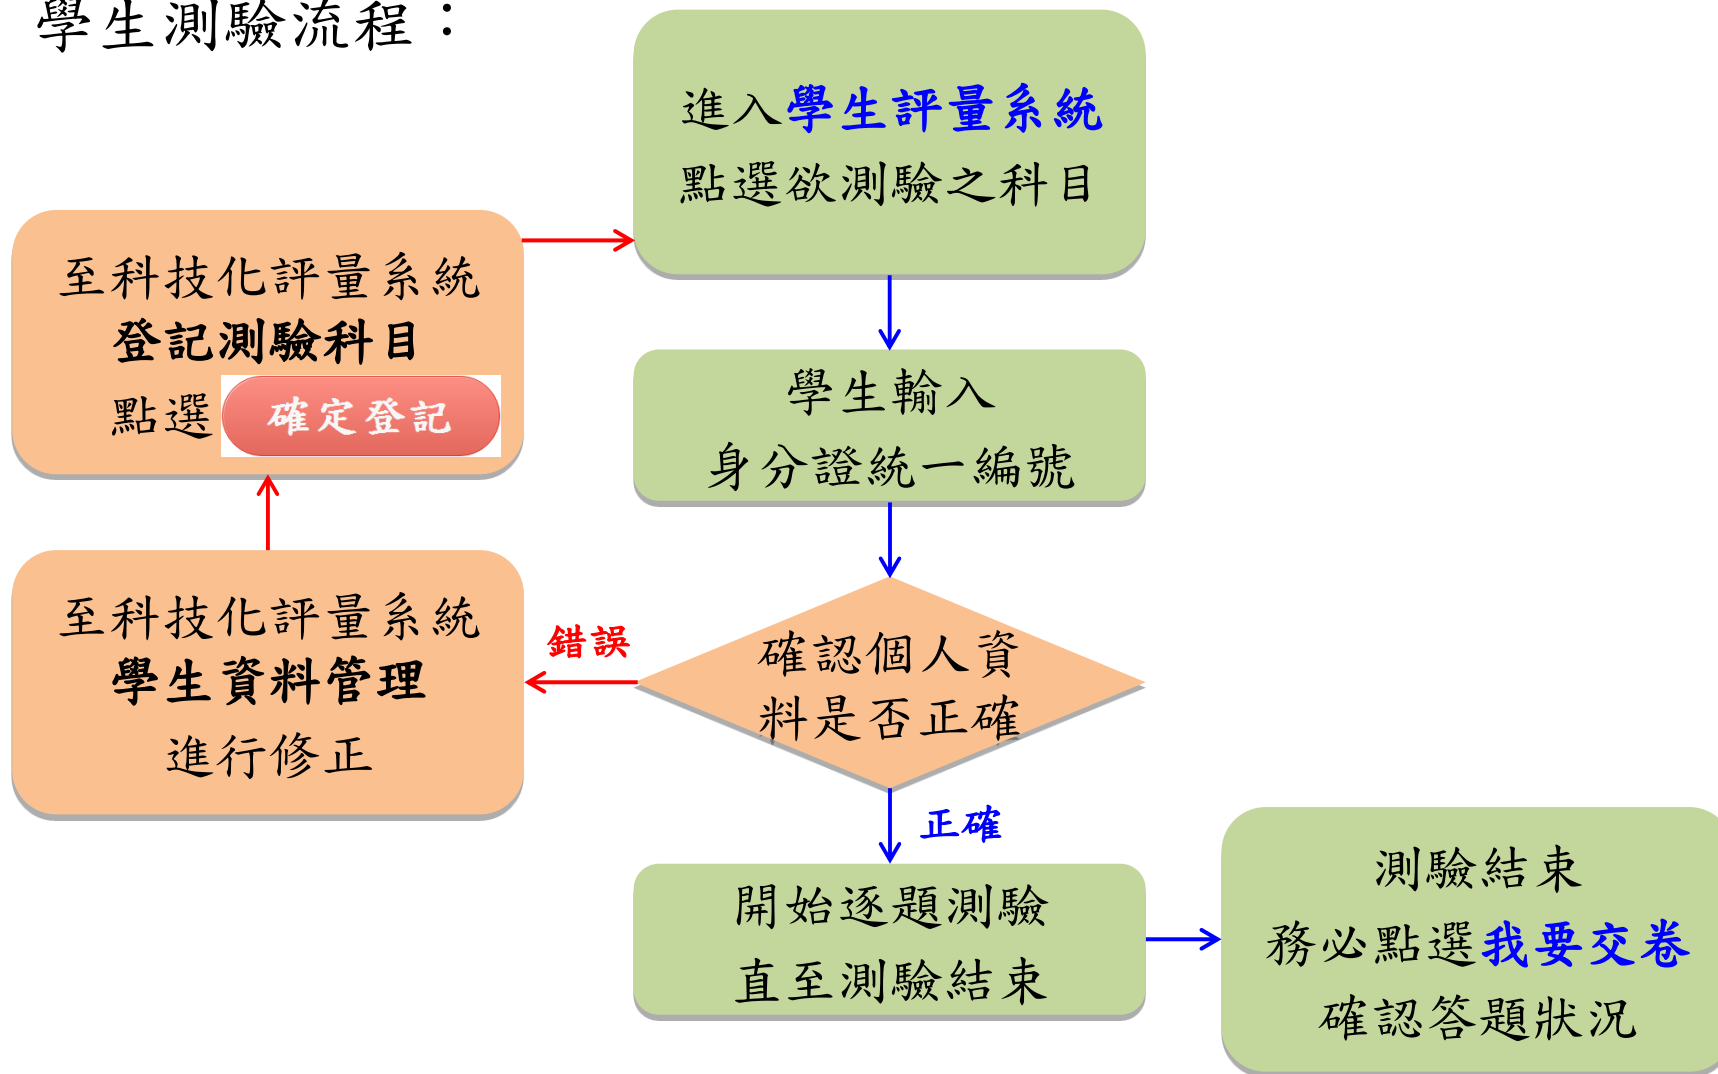 學生測驗流程：
進入學生評量系統
點選欲測驗之科目
至科技化評量系統
登記測驗科目
點選 確定登記
學生輸入
身分證統一編號
至科技化評量系統
學生資料管理
進行修正
錯誤
確認個人資
料是否正確
正確
開始逐題測驗
直至測驗結束
測驗結束
務必點選我要交卷
確認答題狀況